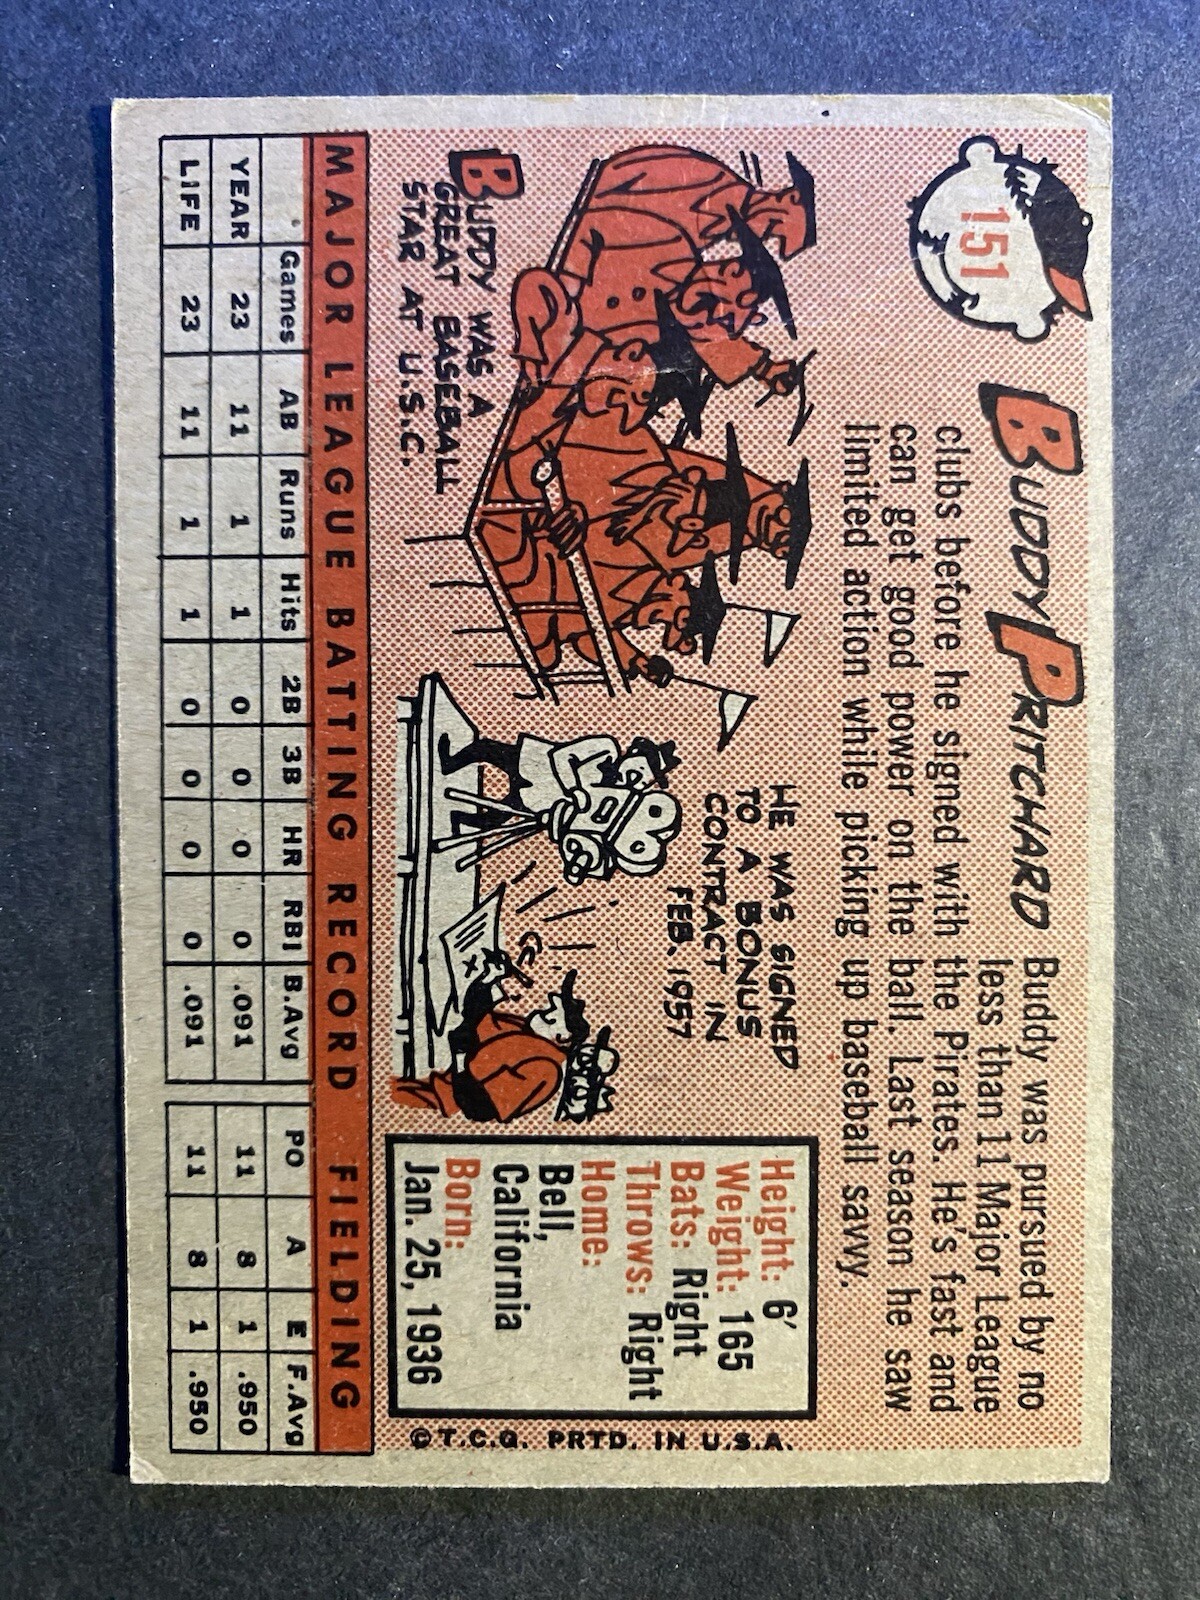 151
BUDDY PRITCHARD
Buddy was pursued by no
less than 11 Major League
clubs before he signed with the Pirates. He's fast and
can get good power on the ball. Last season he saw
limited action while picking up baseball savvy.
BUDDY WAS A
GREAT BASEBALL
STAR AT U.S.C.
HE WAS SIGNED
TO A BONUS
CONTRACT IN
FEB. 1957
X
Height: 6'
Weight: 165
Bats: Right
Throws: Right
Home:
Bell,
California
Born:
Jan. 25, 1936
© T.C.G. PRTD. IN U.S.A.
MAJOR LEAGUE BATTING RECORD FIELDING
Games AB Runs Hits 2B 3B HR RBI B.Avg PO A E F.Avg
YEAR 23 11 1 1 0 0 0 0 .091 11 8 1 .950
LIFE 23 11 1 1 0 0 0 0 .091 11 8 1 .950